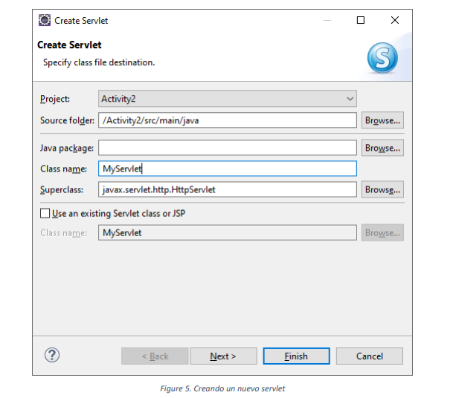 Create Servlet
Create Servlet
Specify class file destination.
Project: Activity2
Source folder: /Activity2/src/main/java Browse...
Java package: Browse...
Class name: MyServlet
Superclass: javax.servlet.http.HttpServlet Browse...
Use an existing Servlet class or JSP
Class name: MyServlet Browse...
? < Back Next > Finish Cancel
Figure 5. Creando un nuevo servlet